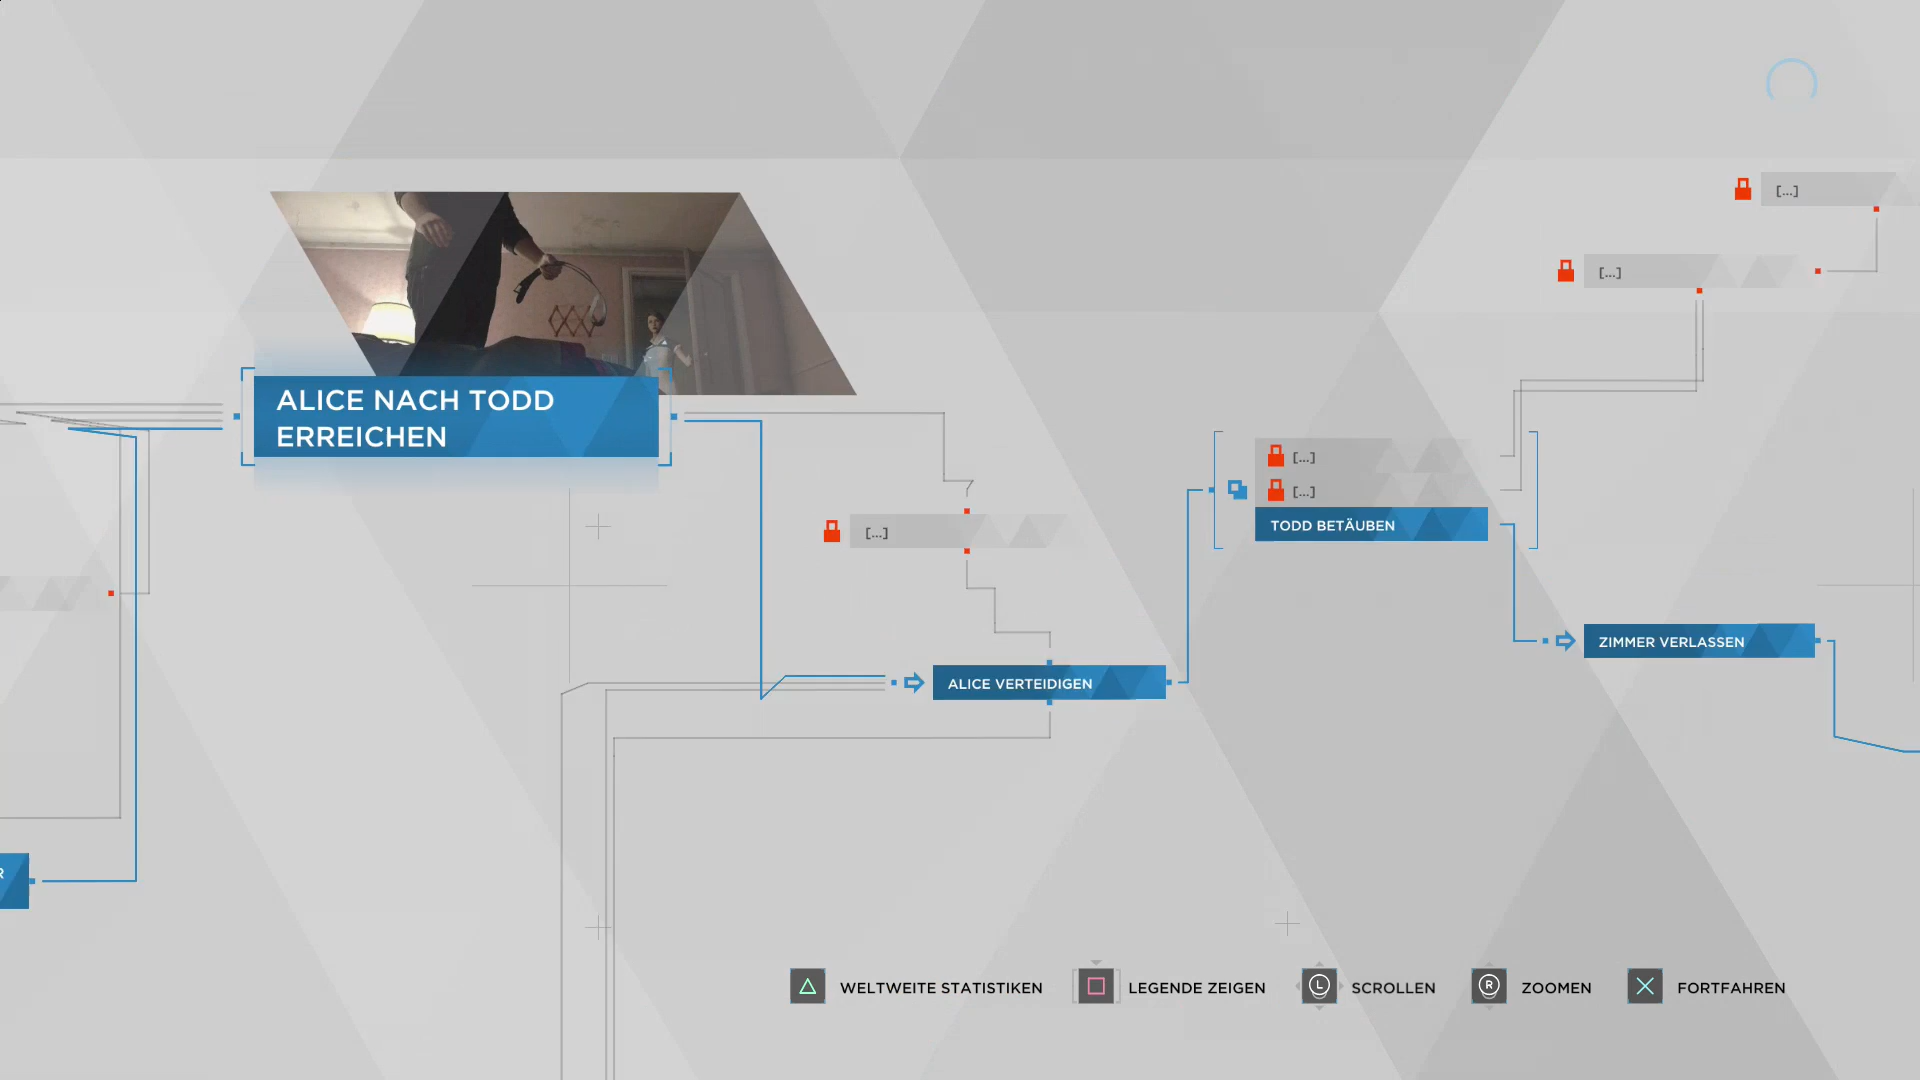 [...]
[...]
ALICE NACH TODD
ERREICHEN
[...]
[...]
TODD BETÄUBEN
[...]
ZIMMER VERLASSEN
ALICE VERTEIDIGEN
R
WELTWEITE STATISTIKEN
LEGENDE ZEIGEN
L
SCROLLEN
R
ZOOMEN
FORTFAHREN